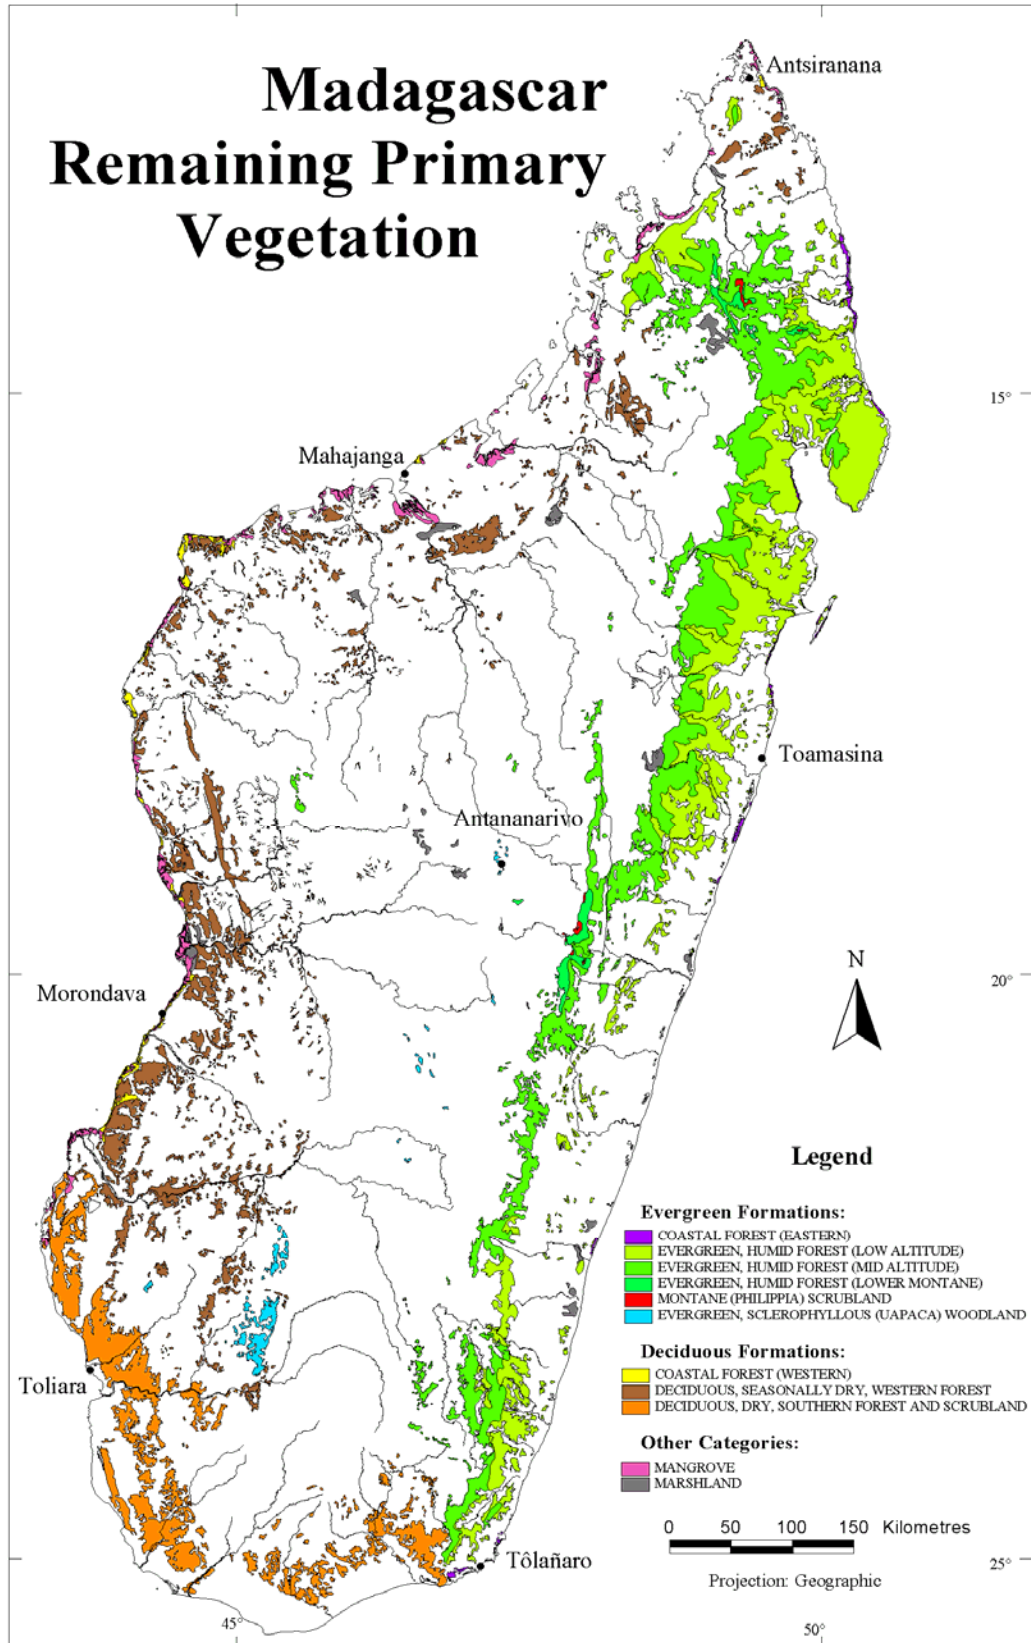 Madagascar
Remaining Primary
Vegetation
Antsiranana
15°
Mahajanga
Toamasina
Antananarivo
N
20°
Morondava
Legend
Evergreen Formations:
COASTAL FOREST (EASTERN)
EVERGREEN, HUMID FOREST (LOW ALTITUDE)
EVERGREEN, HUMID FOREST (MID ALTITUDE)
EVERGREEN, HUMID FOREST (LOWER MONTANE)
MONTANE (PHILIPPIA) SCRUBLAND
EVERGREEN, SCLEROPHYLLOUS (UAPACA) WOODLAND
Deciduous Formations:
COASTAL FOREST (WESTERN)
DECIDUOUS, SEASONALLY DRY, WESTERN FOREST
DECIDUOUS, DRY, SOUTHERN FOREST AND SCRUBLAND
Toliara
Other Categories:
MANGROVE
MARSHLAND
0 50 100 150 Kilometres
Projection: Geographic
Tôlañaro
25°
45°
50°